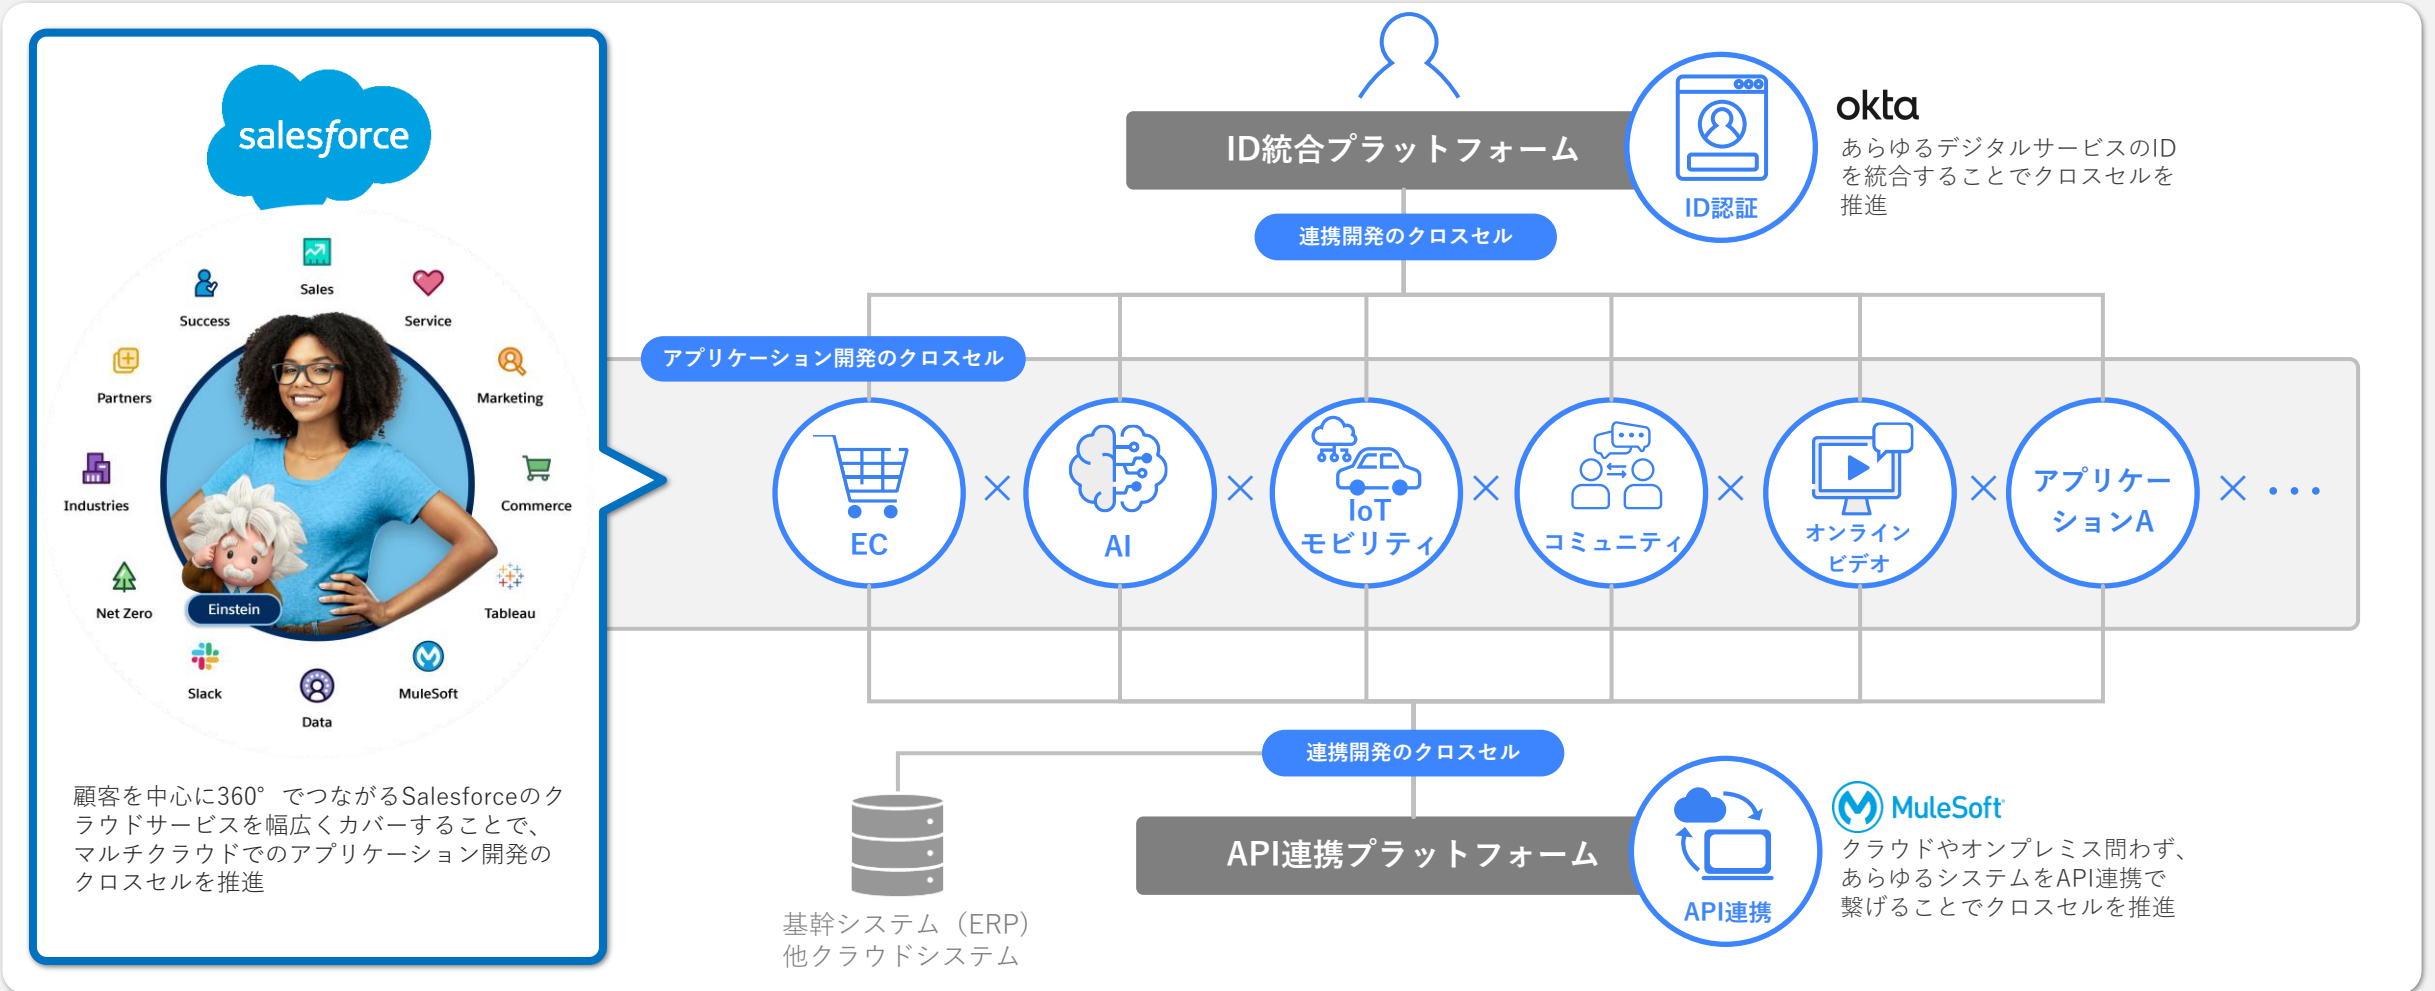 salesforce
Sales
Success
Service
Partners
Marketing
Industries
Commerce
Net Zero
Einstein
Tableau
Slack
MuleSoft
Data
顧客を中心に360°でつながるSalesforceのク
ラウドサービスを幅広くカバーすることで、
マルチクラウドでのアプリケーション開発の
クロスセルを推進
ID統合プラットフォーム
ID認証
okta
あらゆるデジタルサービスのID
を統合することでクロスセルを
推進
連携開発のクロスセル
アプリケーション開発のクロスセル
EC
×
AI
×
IoT
モビリティ
×
コミュニティ
×
オンライン
ビデオ
×
アプリケー
ションA
× ・・・
連携開発のクロスセル
基幹システム（ERP）
他クラウドシステム
API連携プラットフォーム
API連携
MuleSoft
クラウドやオンプレミス問わず、
あらゆるシステムをAPI連携で
繋げることでクロスセルを推進